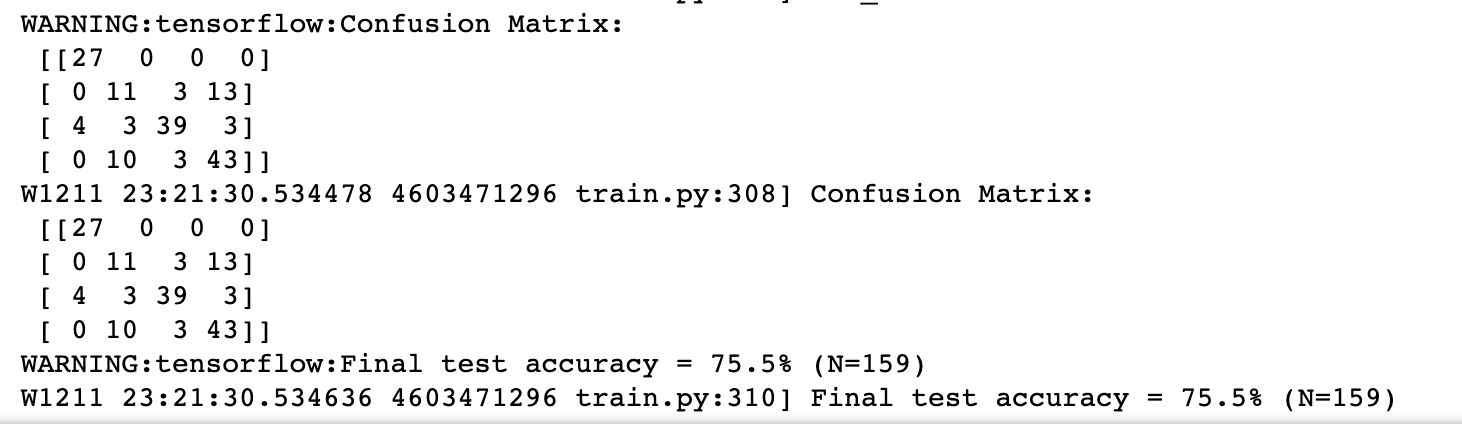 WARNING:tensorflow:Confusion Matrix:
[[27 0 0 0]
[ 0 11 3 13]
[ 4 3 39 3]
[ 0 10 3 43]]
W1211 23:21:30.534478 4603471296 train.py:308] Confusion Matrix:
[[27 0 0 0]
[ 0 11 3 13]
[ 4 3 39 3]
[ 0 10 3 43]]
WARNING:tensorflow:Final test accuracy = 75.5% (N=159)
W1211 23:21:30.534636 4603471296 train.py:310] Final test accuracy = 75.5% (N=159)